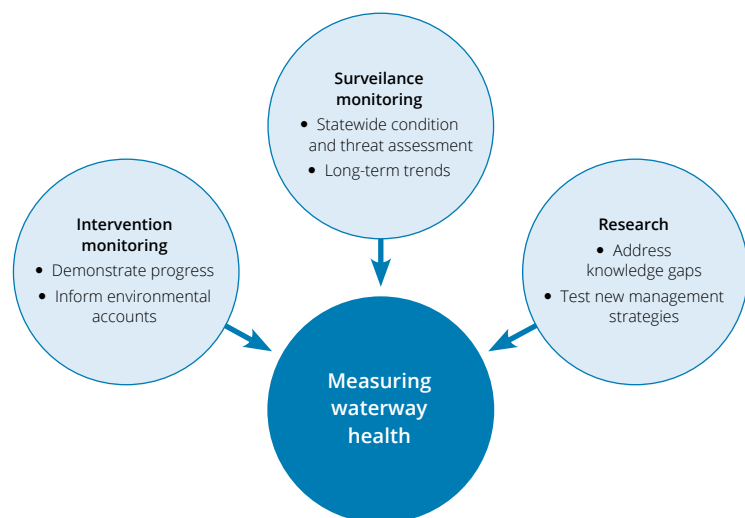 Surveilance
monitoring
• Statewide condition
and threat assessment
• Long-term trends
Intervention
monitoring
• Demonstrate progress
• Inform environmental
accounts
Research
• Address
knowledge gaps
• Test new management
strategies
Measuring
waterway
health